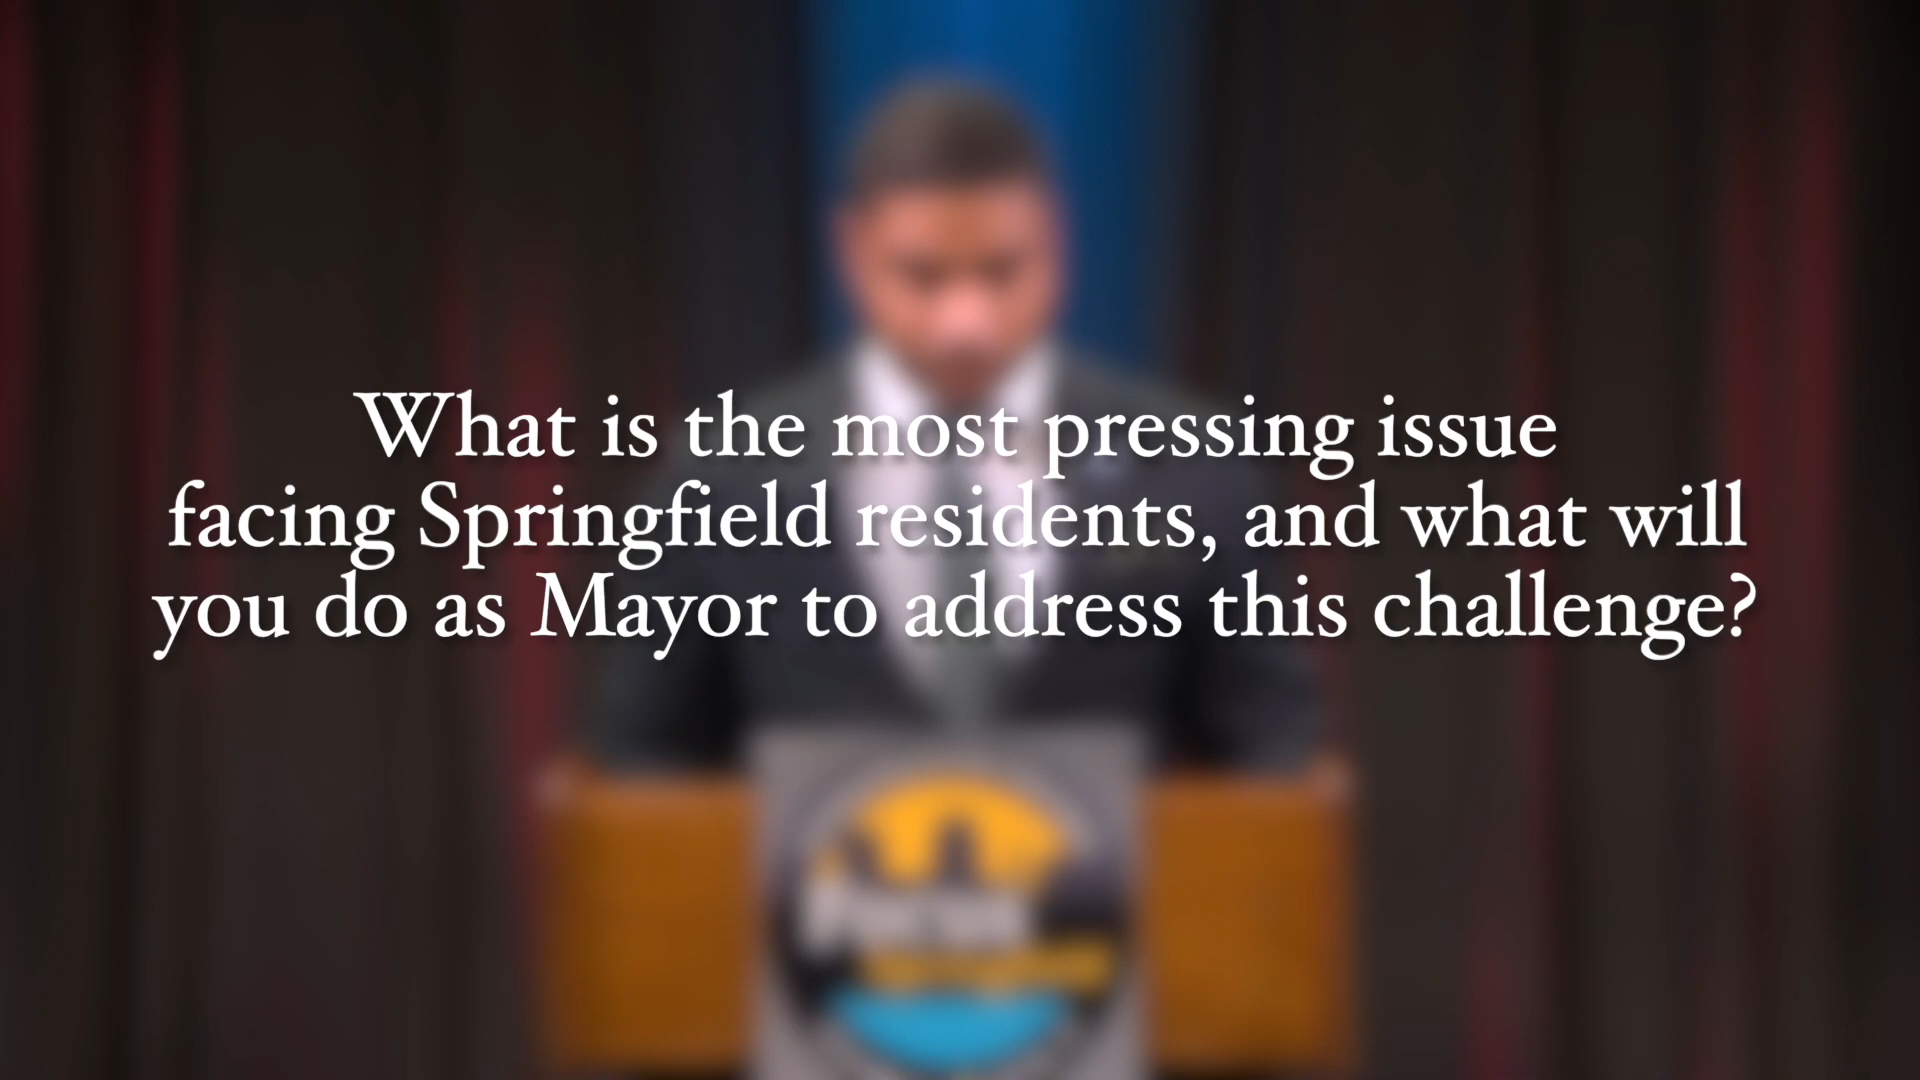 What is the most pressing issue
facing Springfield residents, and what will
you do as Mayor to address this challenge?